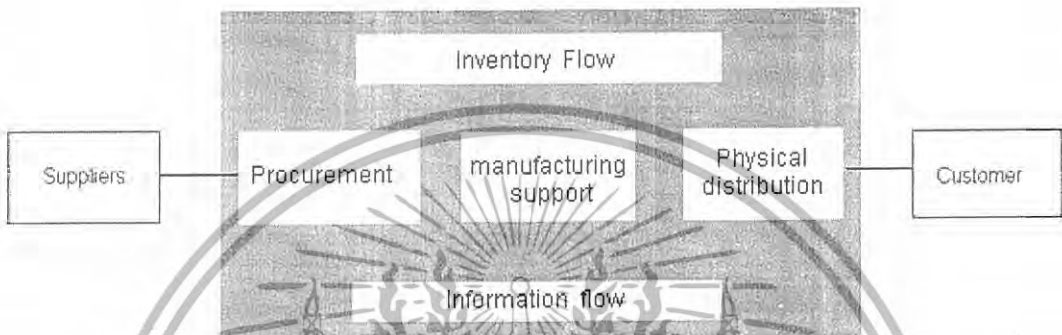 Inventory Flow
Suppliers
Procurement
manufacturing
support
Physical
distribution
Customer
Information flow